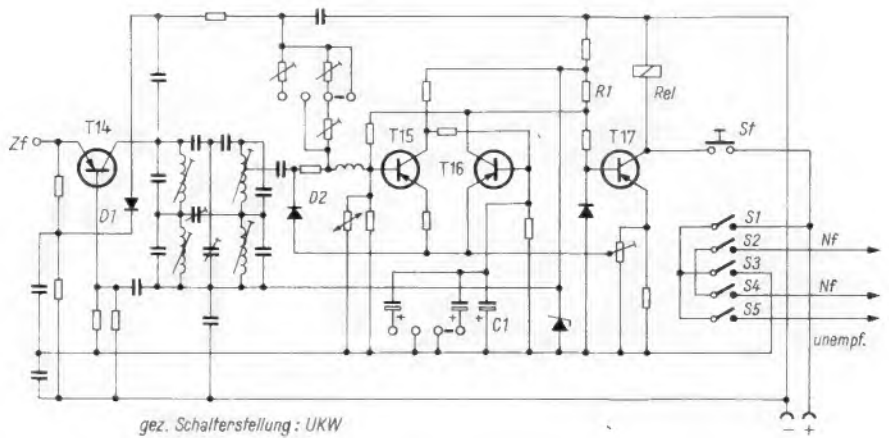 T14
Zf
D1
D2
T15
T16
R1
T17
Rel
St
S1
S2
Nf
S3
S4
Nf
S5
unempf.
C1
+
+
+
− +
gez. Schalterstellung: UKW